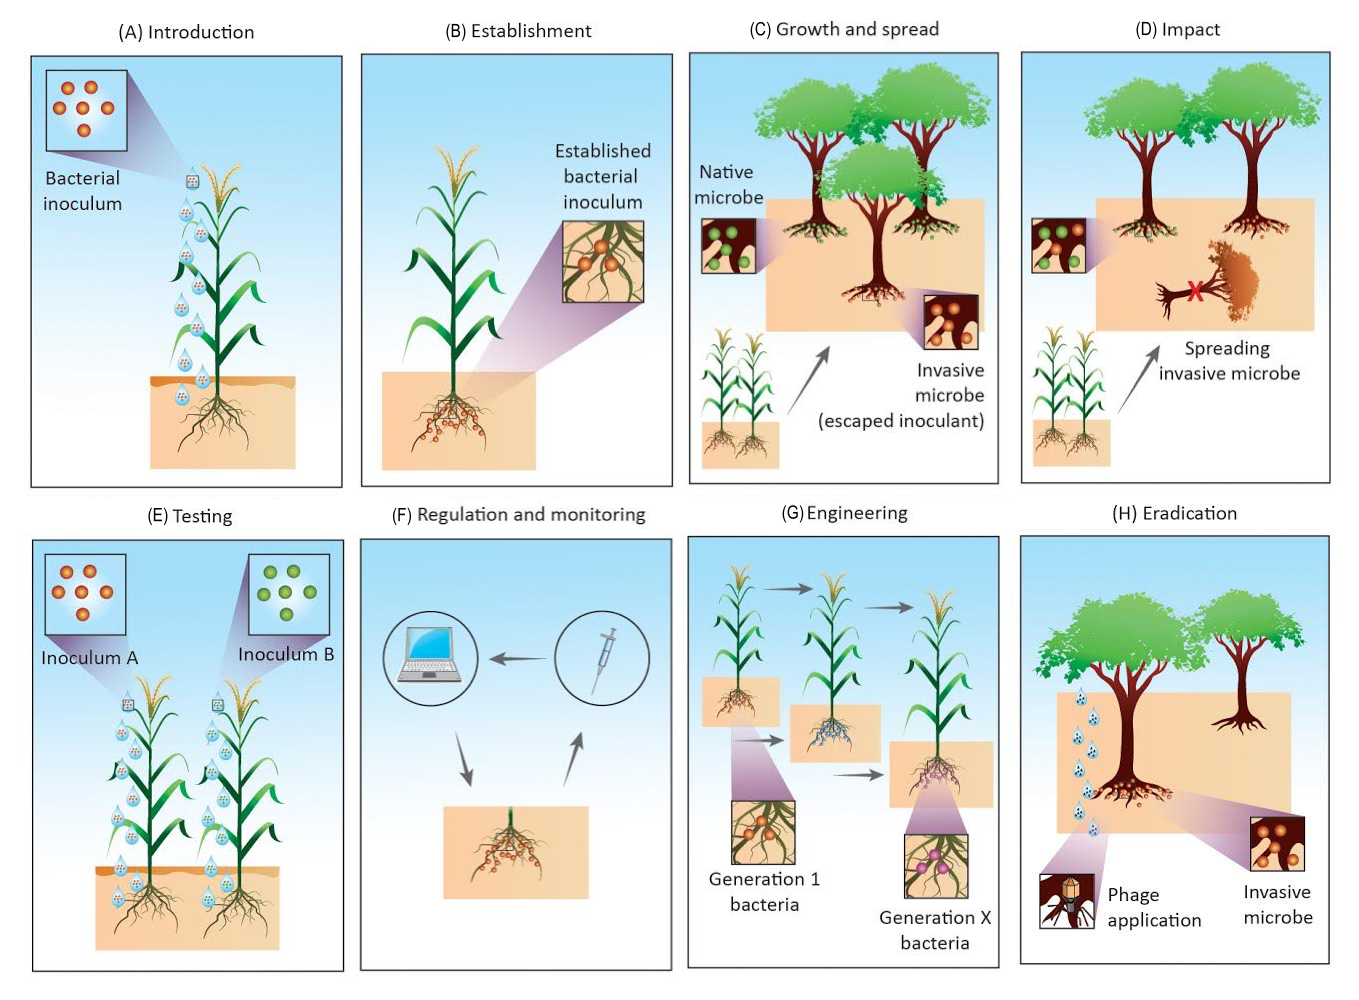 (A) Introduction
(B) Establishment
(C) Growth and spread
(D) Impact
Bacterial
inoculum
Established
bacterial
inoculum
Native
microbe
Invasive
microbe
(escaped inoculant)
Spreading
invasive microbe
X
(E) Testing
(F) Regulation and monitoring
(G) Engineering
(H) Eradication
Inoculum A
Inoculum B
Generation 1
bacteria
Generation X
bacteria
Phage
application
Invasive
microbe